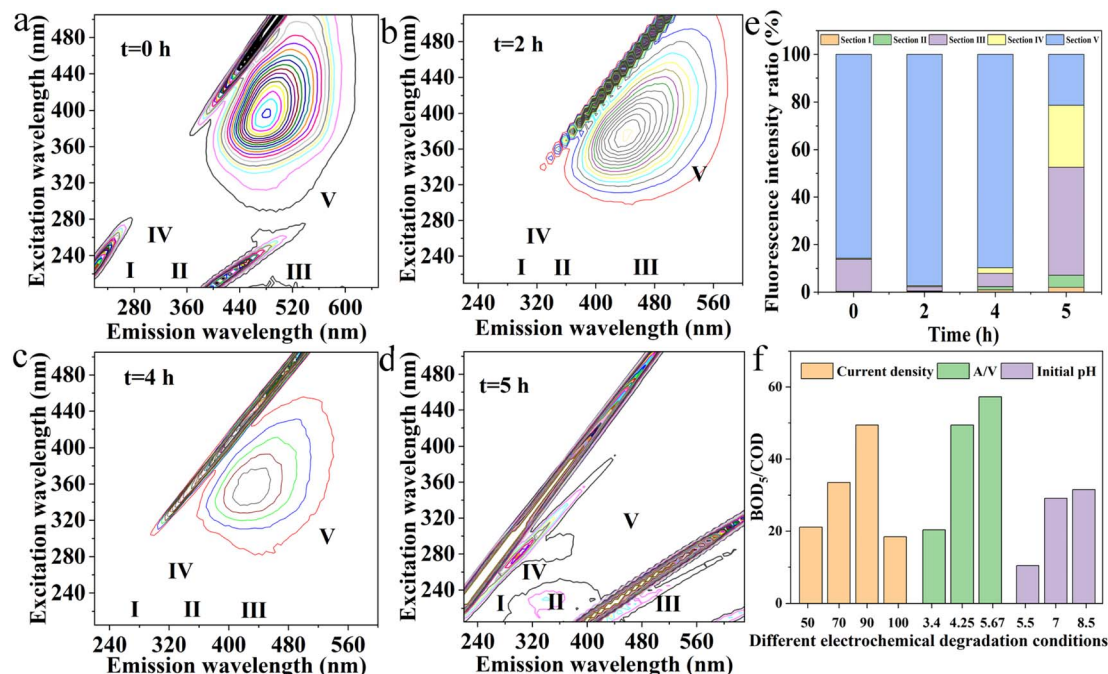 a
t=0 h
Excitation wavelength (nm)
480
440
400
360
320
280
240
V
IV
I
II
III
280
360
440
520
600
Emission wavelength (nm)
b
t=2 h
Excitation wavelength (nm)
480
440
400
360
320
280
240
V
IV
I
II
III
240
320
400
480
560
Emission wavelength (nm)
e
Section I
Section II
Section III
Section IV
Section V
Fluorescence intensity ratio (%)
100
80
60
40
20
0
0
2
4
5
Time (h)
c
t=4 h
Excitation wavelength (nm)
480
440
400
360
320
280
240
V
IV
I
II
III
220
280
360
440
520
600
Emission wavelength (nm)
d
t=5 h
Excitation wavelength (nm)
480
440
400
360
320
280
240
V
IV
I
II
III
240
320
400
480
560
Emission wavelength (nm)
f
Current density
A/V
Initial pH
BOD5/COD
60
40
20
0
50
70
90
100
3.4
4.25
5.67
5.5
7
8.5
Different electrochemical degradation conditions